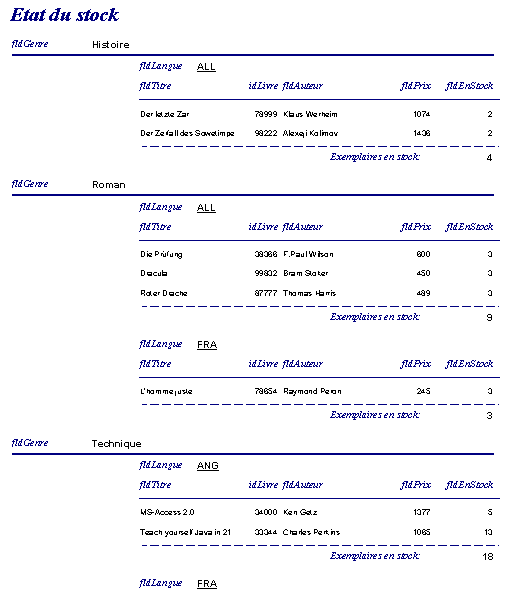 Etat du stock
fldGenre Histoire
fldLangue ALL
fldTitre idLivre fldAuteur fldPrix fldEnStock
Der letzte Zar 78999 Klaus Werheim 1074 2
Der Zerfall des Sowetimpe 98222 Alexej Kolimov 1436 2
Exemplaires en stock: 4
fldGenre Roman
fldLangue ALL
fldTitre idLivre fldAuteur fldPrix fldEnStock
Die Prüfung 38366 F.Paul Wilson 600 3
Dracula 99832 Bram Stoker 450 3
Roter Drache 87777 Thomas Harris 489 3
Exemplaires en stock: 9
fldLangue FRA
fldTitre idLivre fldAuteur fldPrix fldEnStock
L'homme juste 78654 Raymond Peron 245 3
Exemplaires en stock: 3
fldGenre Technique
fldLangue ANG
fldTitre idLivre fldAuteur fldPrix fldEnStock
MS-Access 2.0 34000 Ken Getz 1377 5
Teach yourself Java in 21 33344 Charles Perkins 1065 13
Exemplaires en stock: 18
fldLangue FRA